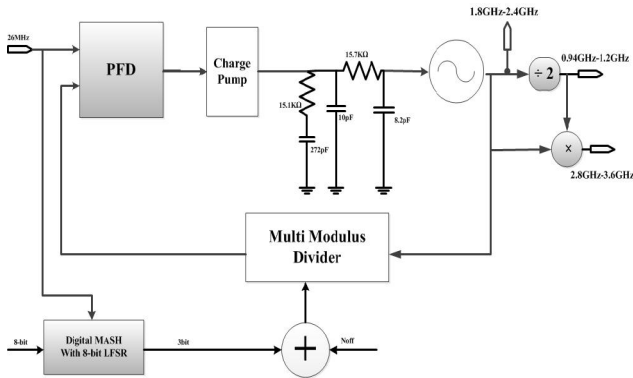 1.8GHz-2.4GHz
26MHz
PFD
Charge
Pump
15.7KΩ
÷ 2
0.94GHz-1.2GHz
15.1KΩ
10pF
8.2pF
272pF
×
2.8GHz-3.6GHz
Multi Modulus
Divider
8-bit
Digital MASH
With 8-bit LFSR
3bit
+
Noff